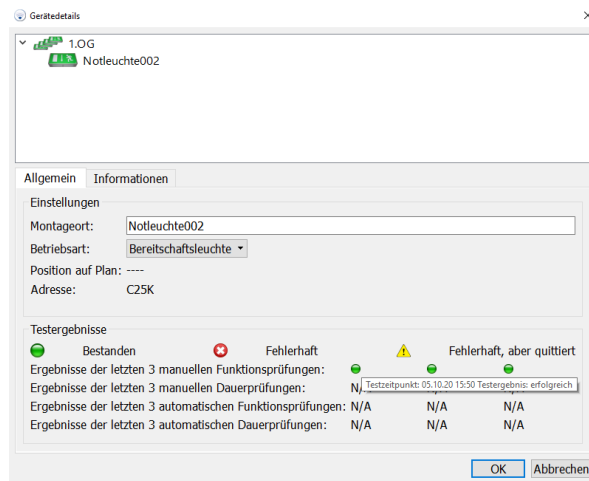 Gerätedetails
1.OG
Notleuchte002
Allgemein Informationen
Einstellungen
Montageort: Notleuchte002
Betriebsart: Bereitschaftsleuchte
Position auf Plan: ----
Adresse: C25K
Testergebnisse
Bestanden Fehlerhaft Fehlerhaft, aber quittiert
Ergebnisse der letzten 3 manuellen Funktionsprüfungen:
Ergebnisse der letzten 3 manuellen Dauerprüfungen:
Testzeitpunkt: 05.10.20 15:50 Testergebnis: erfolgreich
Ergebnisse der letzten 3 automatischen Funktionsprüfungen: N/A N/A N/A
Ergebnisse der letzten 3 automatischen Dauerprüfungen: N/A N/A N/A
OK Abbrechen